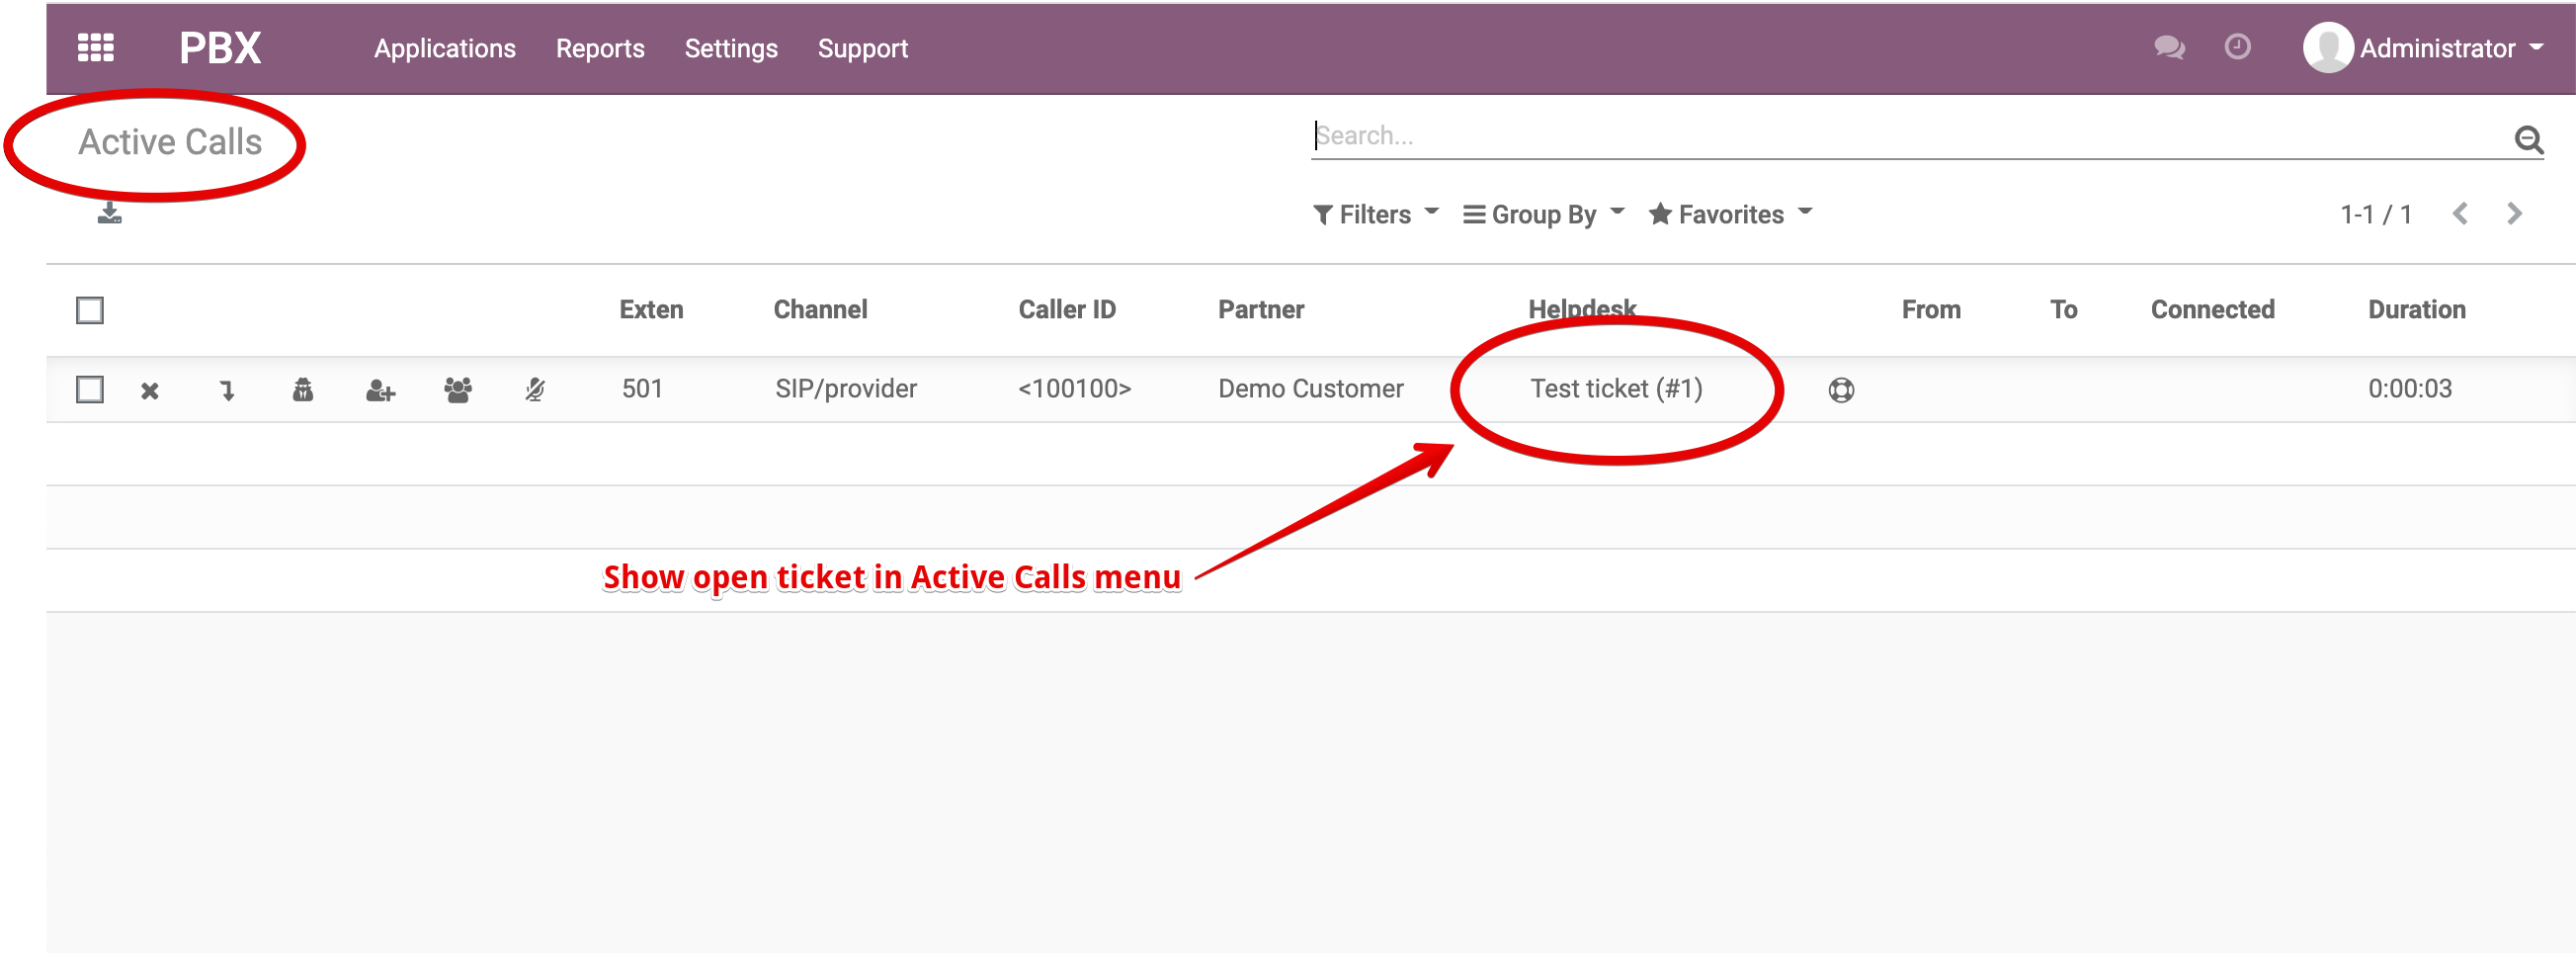 PBX Applications Reports Settings Support Administrator
Active Calls
Search...
Filters Group By Favorites 1-1 / 1
Exten Channel Caller ID Partner Helpdesk From To Connected Duration
501 SIP/provider <100100> Demo Customer Test ticket (#1) 0:00:03
Show open ticket in Active Calls menu